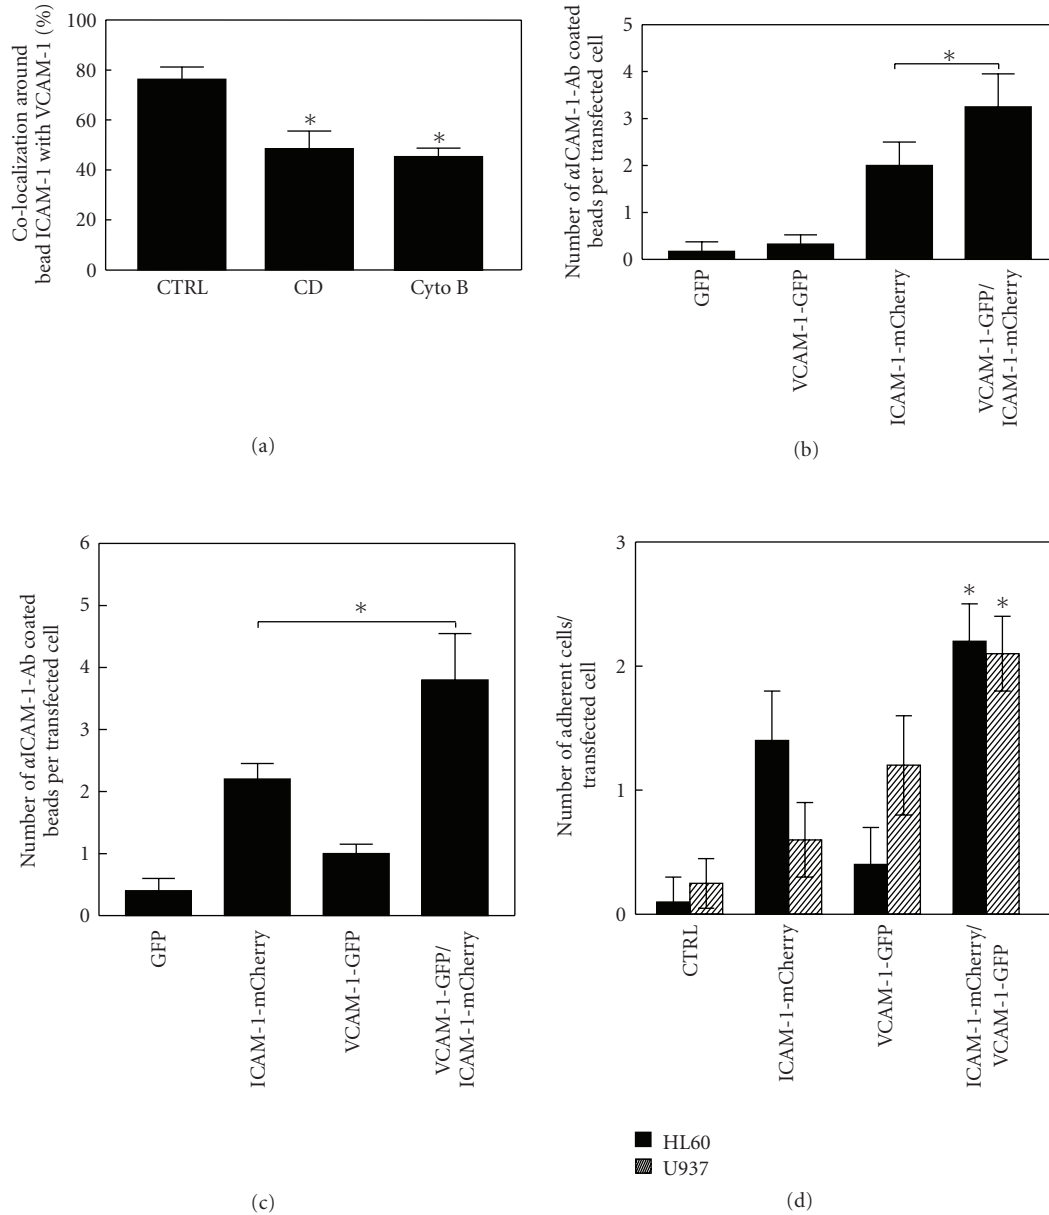 Co-localization around
bead ICAM-1 with VCAM-1 (%)
100
80
60
40
20
0
*
*
CTRL
CD
Cyto B
(a)
Number of αICAM-1-Ab coated
beads per transfected cell
5
4
3
2
1
0
*
GFP
VCAM-1-GFP
ICAM-1-mCherry
VCAM-1-GFP/
ICAM-1-mCherry
(b)
Number of αICAM-1-Ab coated
beads per transfected cell
6
5
4
3
2
1
0
*
GFP
ICAM-1-mCherry
VCAM-1-GFP
VCAM-1-GFP/
ICAM-1-mCherry
(c)
Number of adherent cells/
transfected cell
3
2
1
0
*
*
CTRL
ICAM-1-mCherry
VCAM-1-GFP
ICAM-1-mCherry/
VCAM-1-GFP
HL60
U937
(d)